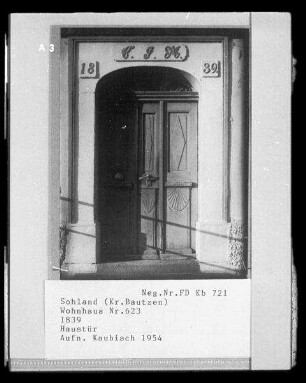 A 3
C. J. M.
18 39
Neg.Nr.FD Kb 721
Sohland (Kr.Bautzen)
Wohnhaus Nr.623
1839
Haustür
Aufn. Kaubisch 1954